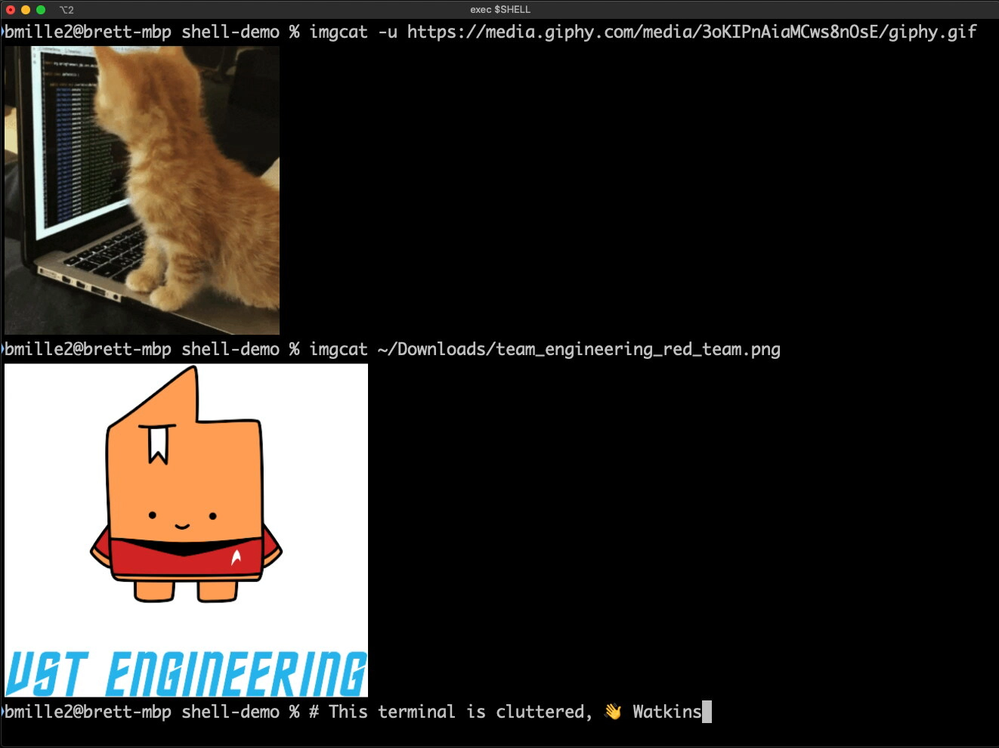 ⌥2
exec $SHELL
bmille2@brett-mbp shell-demo % imgcat -u https://media.giphy.com/media/3oKIPnAiaMCws8nOsE/giphy.gif
bmille2@brett-mbp shell-demo % imgcat ~/Downloads/team_engineering_red_team.png
VST ENGINEERING
bmille2@brett-mbp shell-demo % # This terminal is cluttered, 👋 Watkins